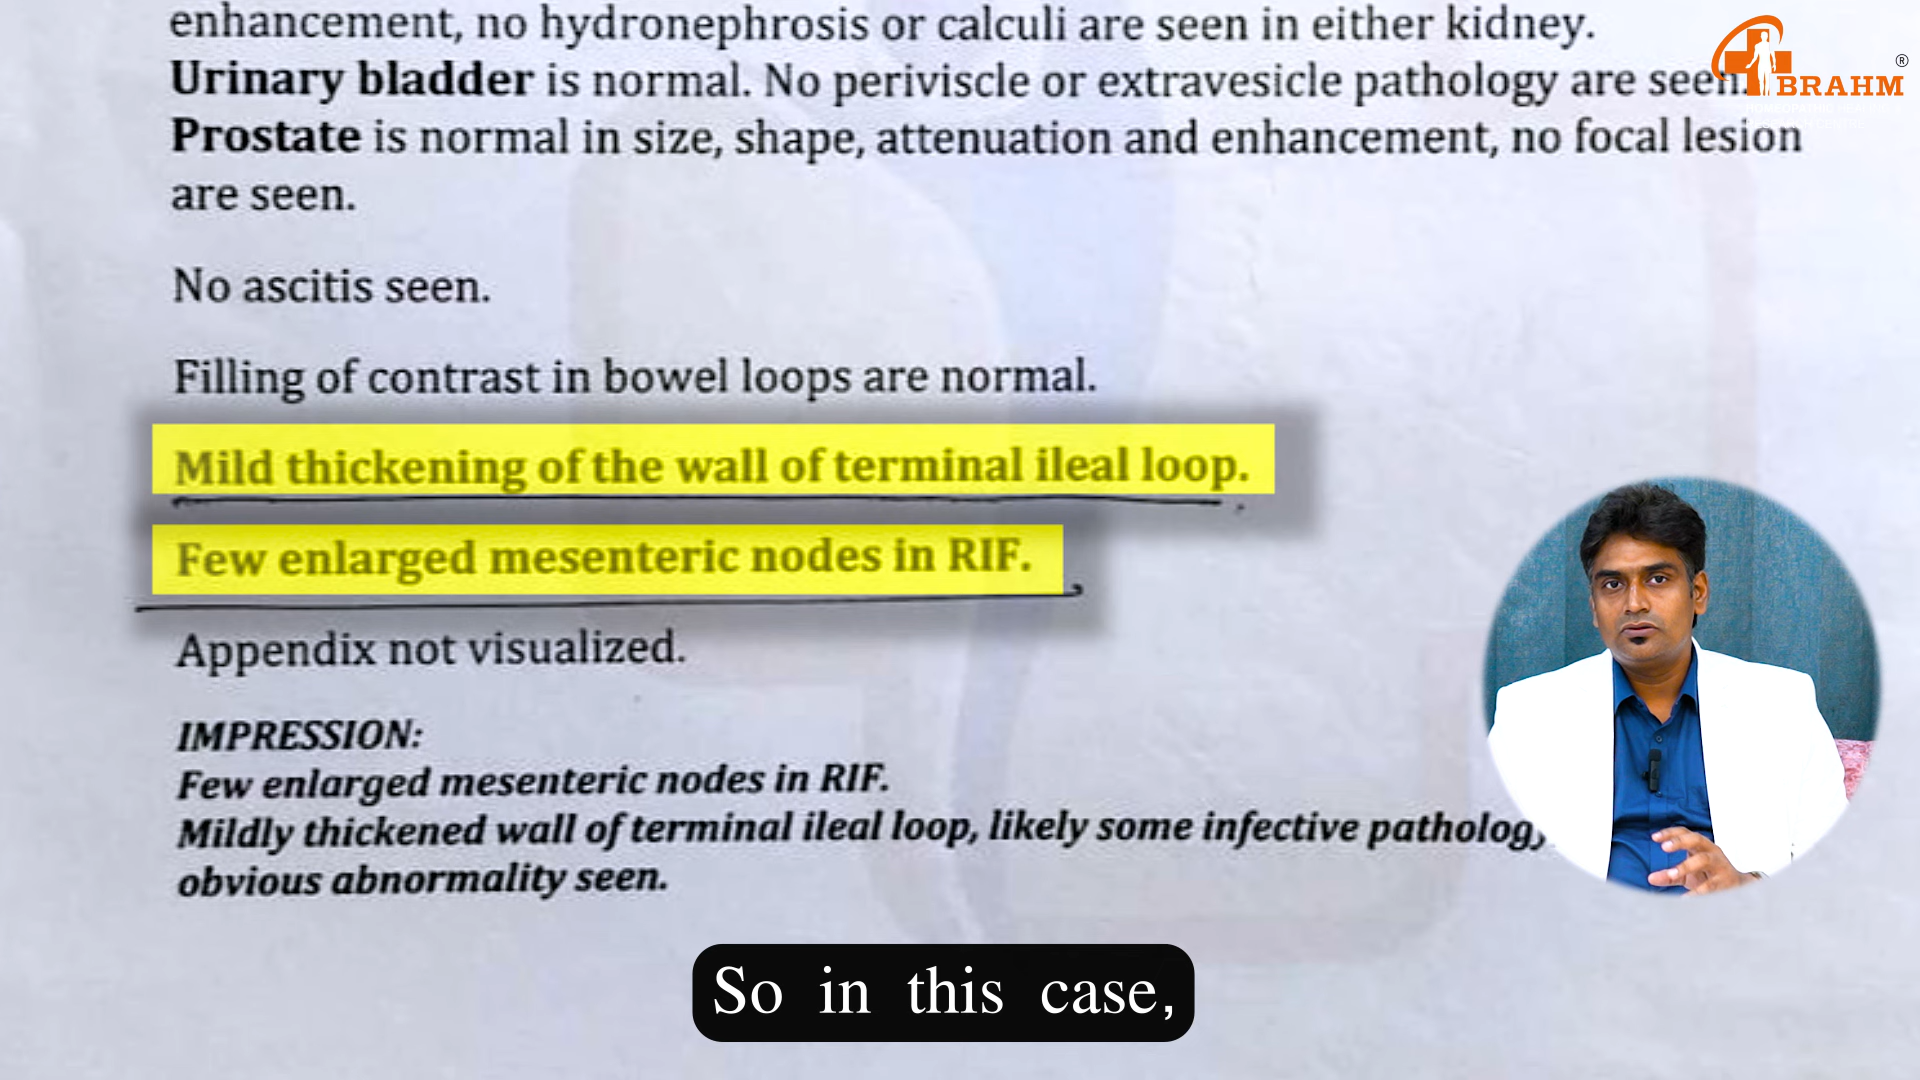 enhancement, no hydronephrosis or calculi are seen in either kidney.
Urinary bladder is normal. No periviscle or extravesicle pathology are seen.
Prostate is normal in size, shape, attenuation and enhancement, no focal lesion
are seen.
No ascitis seen.
Filling of contrast in bowel loops are normal.
Mild thickening of the wall of terminal ileal loop.
Few enlarged mesenteric nodes in RIF.
Appendix not visualized.
IMPRESSION:
Few enlarged mesenteric nodes in RIF.
Mildly thickened wall of terminal ileal loop, likely some infective pathology
obvious abnormality seen.
BRAHM ®
So in this case,